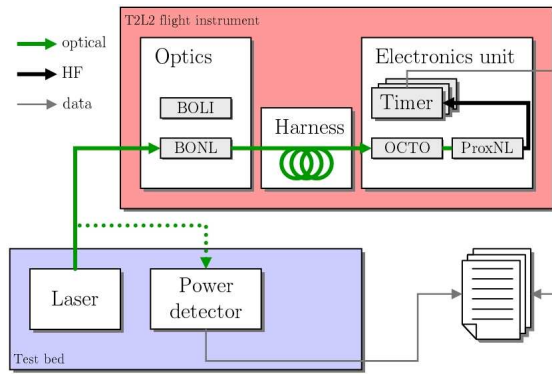 T2L2 flight instrument
optical
HF
data
Optics
BOLI
BONL
Harness
Electronics unit
Timer
OCTO
ProxNL
Laser
Power
detector
Test bed